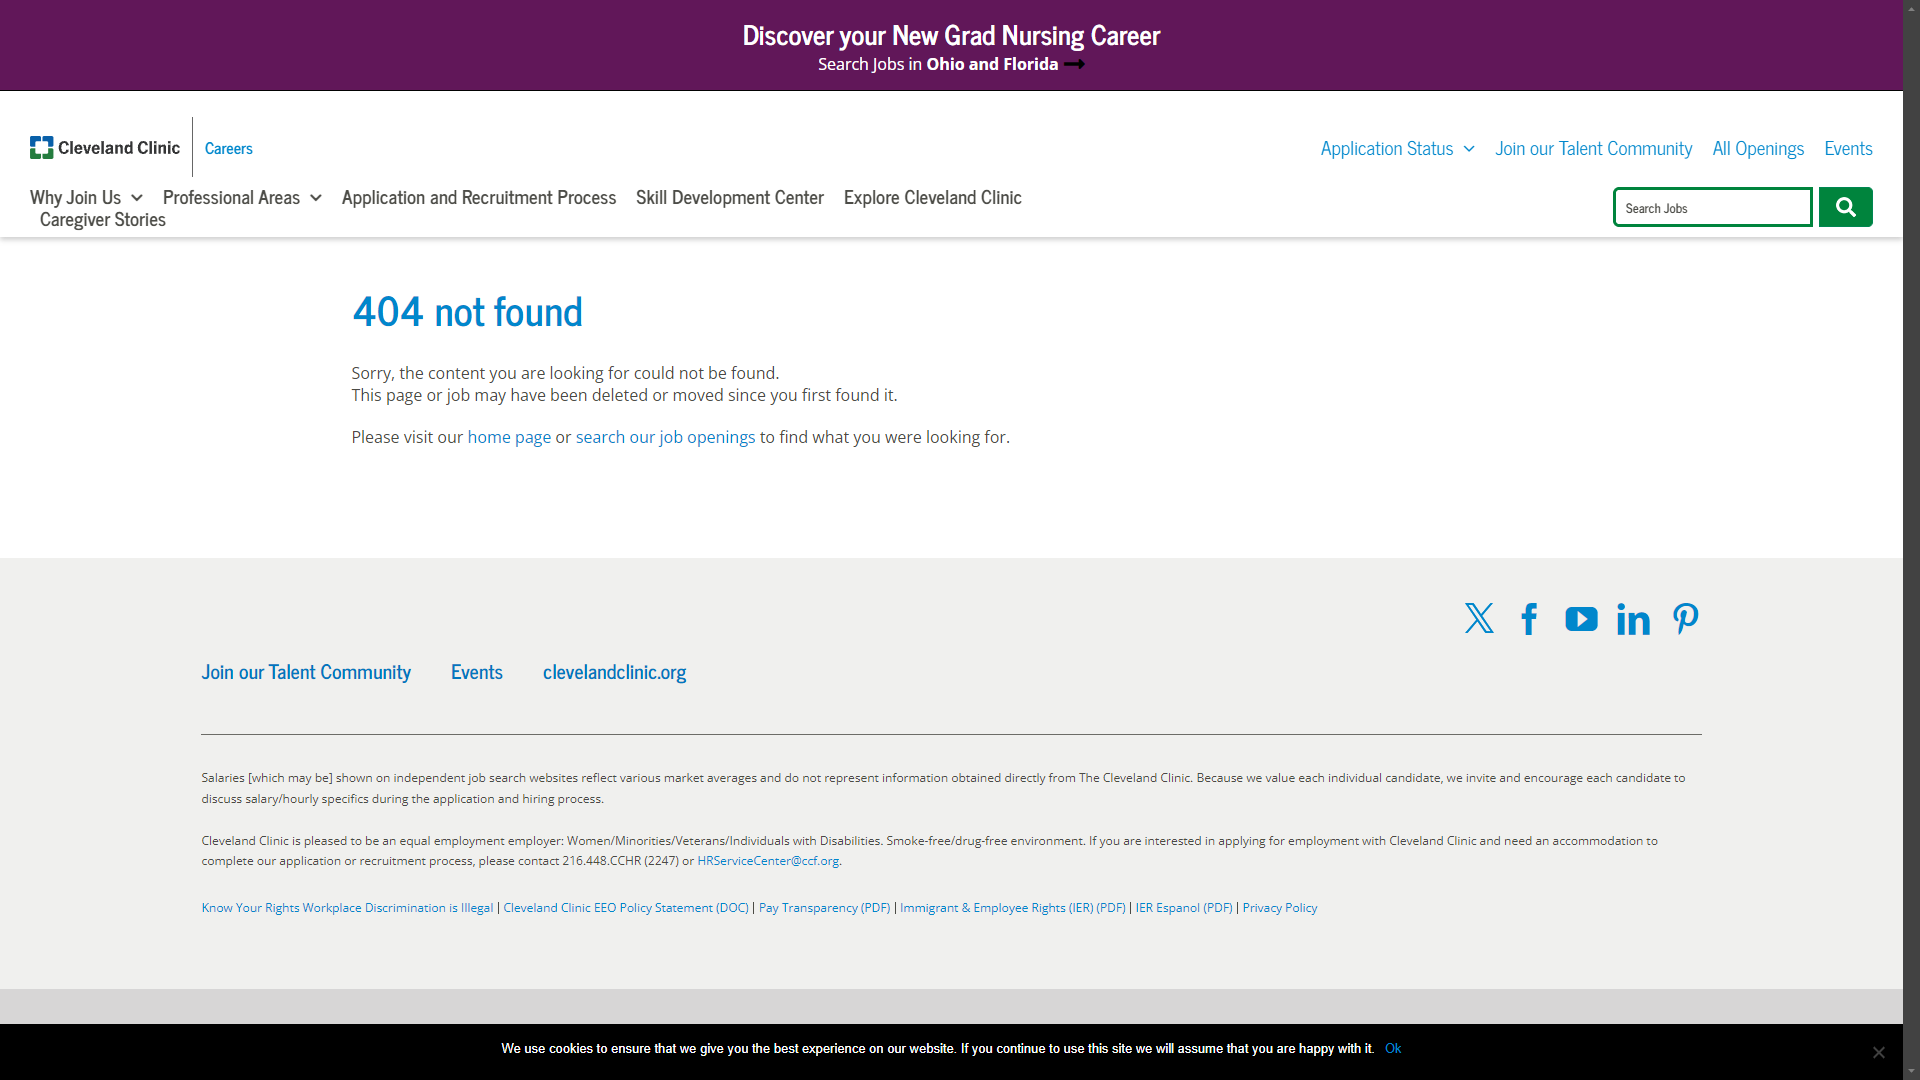 Discover your New Grad Nursing Career
Search Jobs in Ohio and Florida
Cleveland Clinic
Careers
Application Status
Join our Talent Community
All Openings
Events
Why Join Us
Professional Areas
Application and Recruitment Process
Skill Development Center
Explore Cleveland Clinic
Caregiver Stories
Search Jobs
404 not found
Sorry, the content you are looking for could not be found.
This page or job may have been deleted or moved since you first found it.
Please visit our home page or search our job openings to find what you were looking for.
Join our Talent Community
Events
clevelandclinic.org
Salaries [which may be] shown on independent job search websites reflect various market averages and do not represent information obtained directly from The Cleveland Clinic. Because we value each individual candidate, we invite and encourage each candidate to
discuss salary/hourly specifics during the application and hiring process.
Cleveland Clinic is pleased to be an equal employment employer: Women/Minorities/Veterans/Individuals with Disabilities. Smoke-free/drug-free environment. If you are interested in applying for employment with Cleveland Clinic and need an accommodation to
complete our application or recruitment process, please contact 216.448.CCHR (2247) or HRServiceCenter@ccf.org.
Know Your Rights Workplace Discrimination is Illegal | Cleveland Clinic EEO Policy Statement (DOC) | Pay Transparency (PDF) | Immigrant & Employee Rights (IER) (PDF) | IER Espanol (PDF) | Privacy Policy
We use cookies to ensure that we give you the best experience on our website. If you continue to use this site we will assume that you are happy with it. Ok